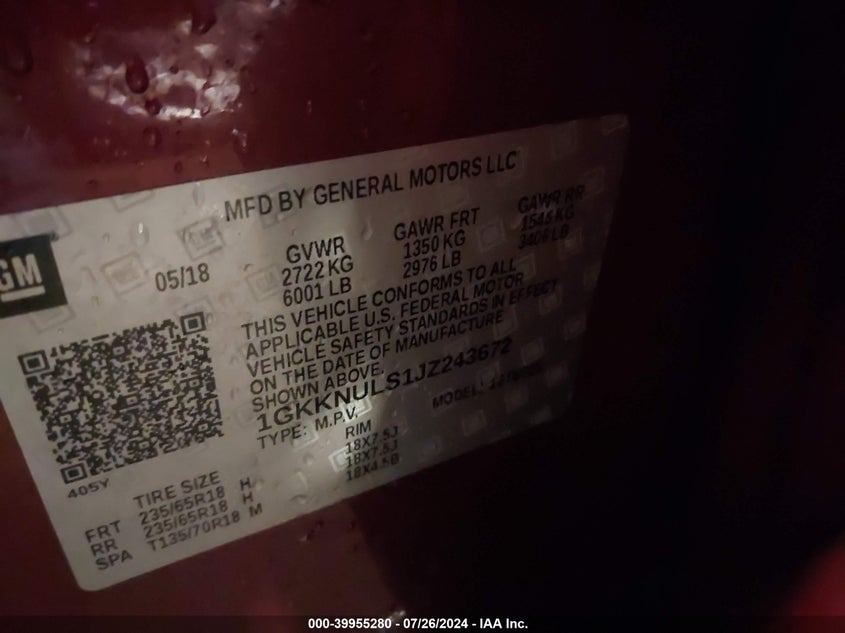 MFD BY GENERAL MOTORS LLC
GM
05/18
GVWR
2722 KG
6001 LB
GAWR FRT
1350 KG
2976 LB
GAWR RR
1545 KG
3406 LB
THIS VEHICLE CONFORMS TO ALL
APPLICABLE U.S. FEDERAL MOTOR
VEHICLE SAFETY STANDARDS IN EFFECT
ON THE DATE OF MANUFACTURE
SHOWN ABOVE.
1GKKNULS1JZ243672
TYPE: M.P.V.
MODEL:
405Y
TIRE SIZE
RIM
FRT 235/65R18 H 18X7.5J
RR 235/65R18 H 18X7.5J
SPA T135/70R18 M 18X4.5B
000-39955280 - 07/26/2024 - IAA Inc.